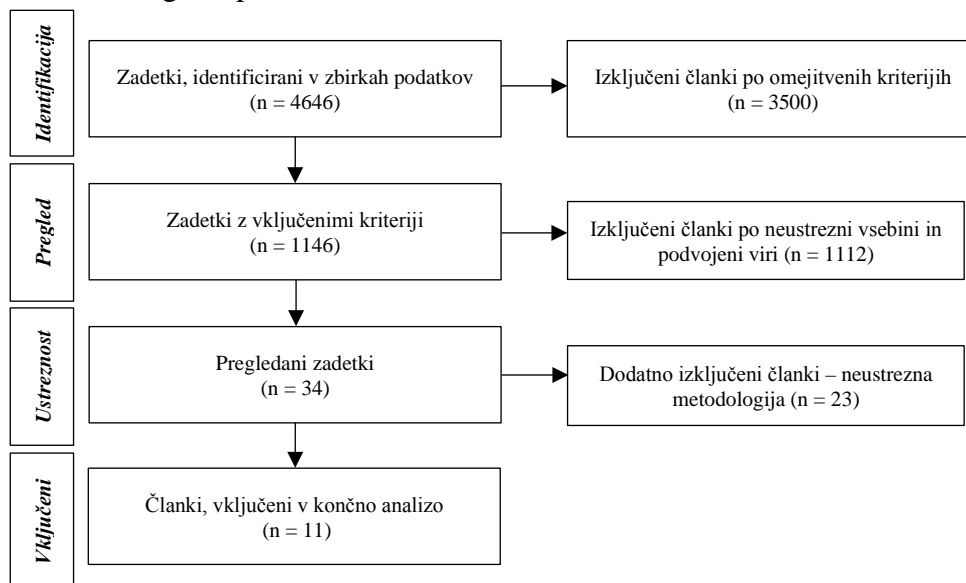 Identifikacija
Zadetki, identificirani v zbirkah podatkov
(n = 4646)
Izključeni članki po omejitvenih kriterijih
(n = 3500)
Pregled
Zadetki z vključenimi kriteriji
(n = 1146)
Izključeni članki po neustrezni vsebini in
podvojeni viri (n = 1112)
Ustreznost
Pregledani zadetki
(n = 34)
Dodatno izključeni članki – neustrezna
metodologija (n = 23)
Vključeni
Članki, vključeni v končno analizo
(n = 11)